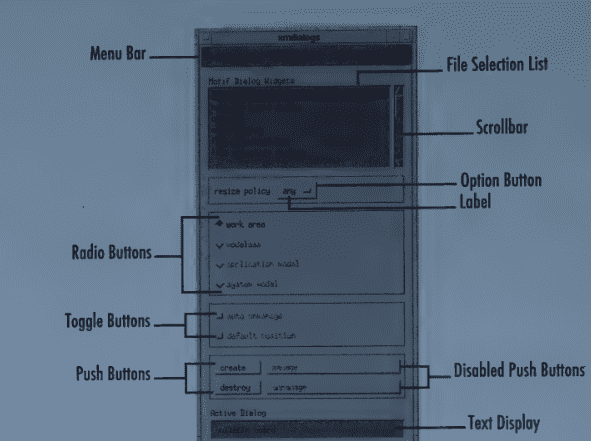 xmdialogs
Menu Bar
File Selection List
Motif Dialog Widgets
Scrollbar
Option Button
resize policy any
Label
work area
Radio Buttons
modeless
application modal
system modal
Toggle Buttons
auto unmanage
default position
Push Buttons
create manage
Disabled Push Buttons
destroy unmanage
Active Dialog
Text Display